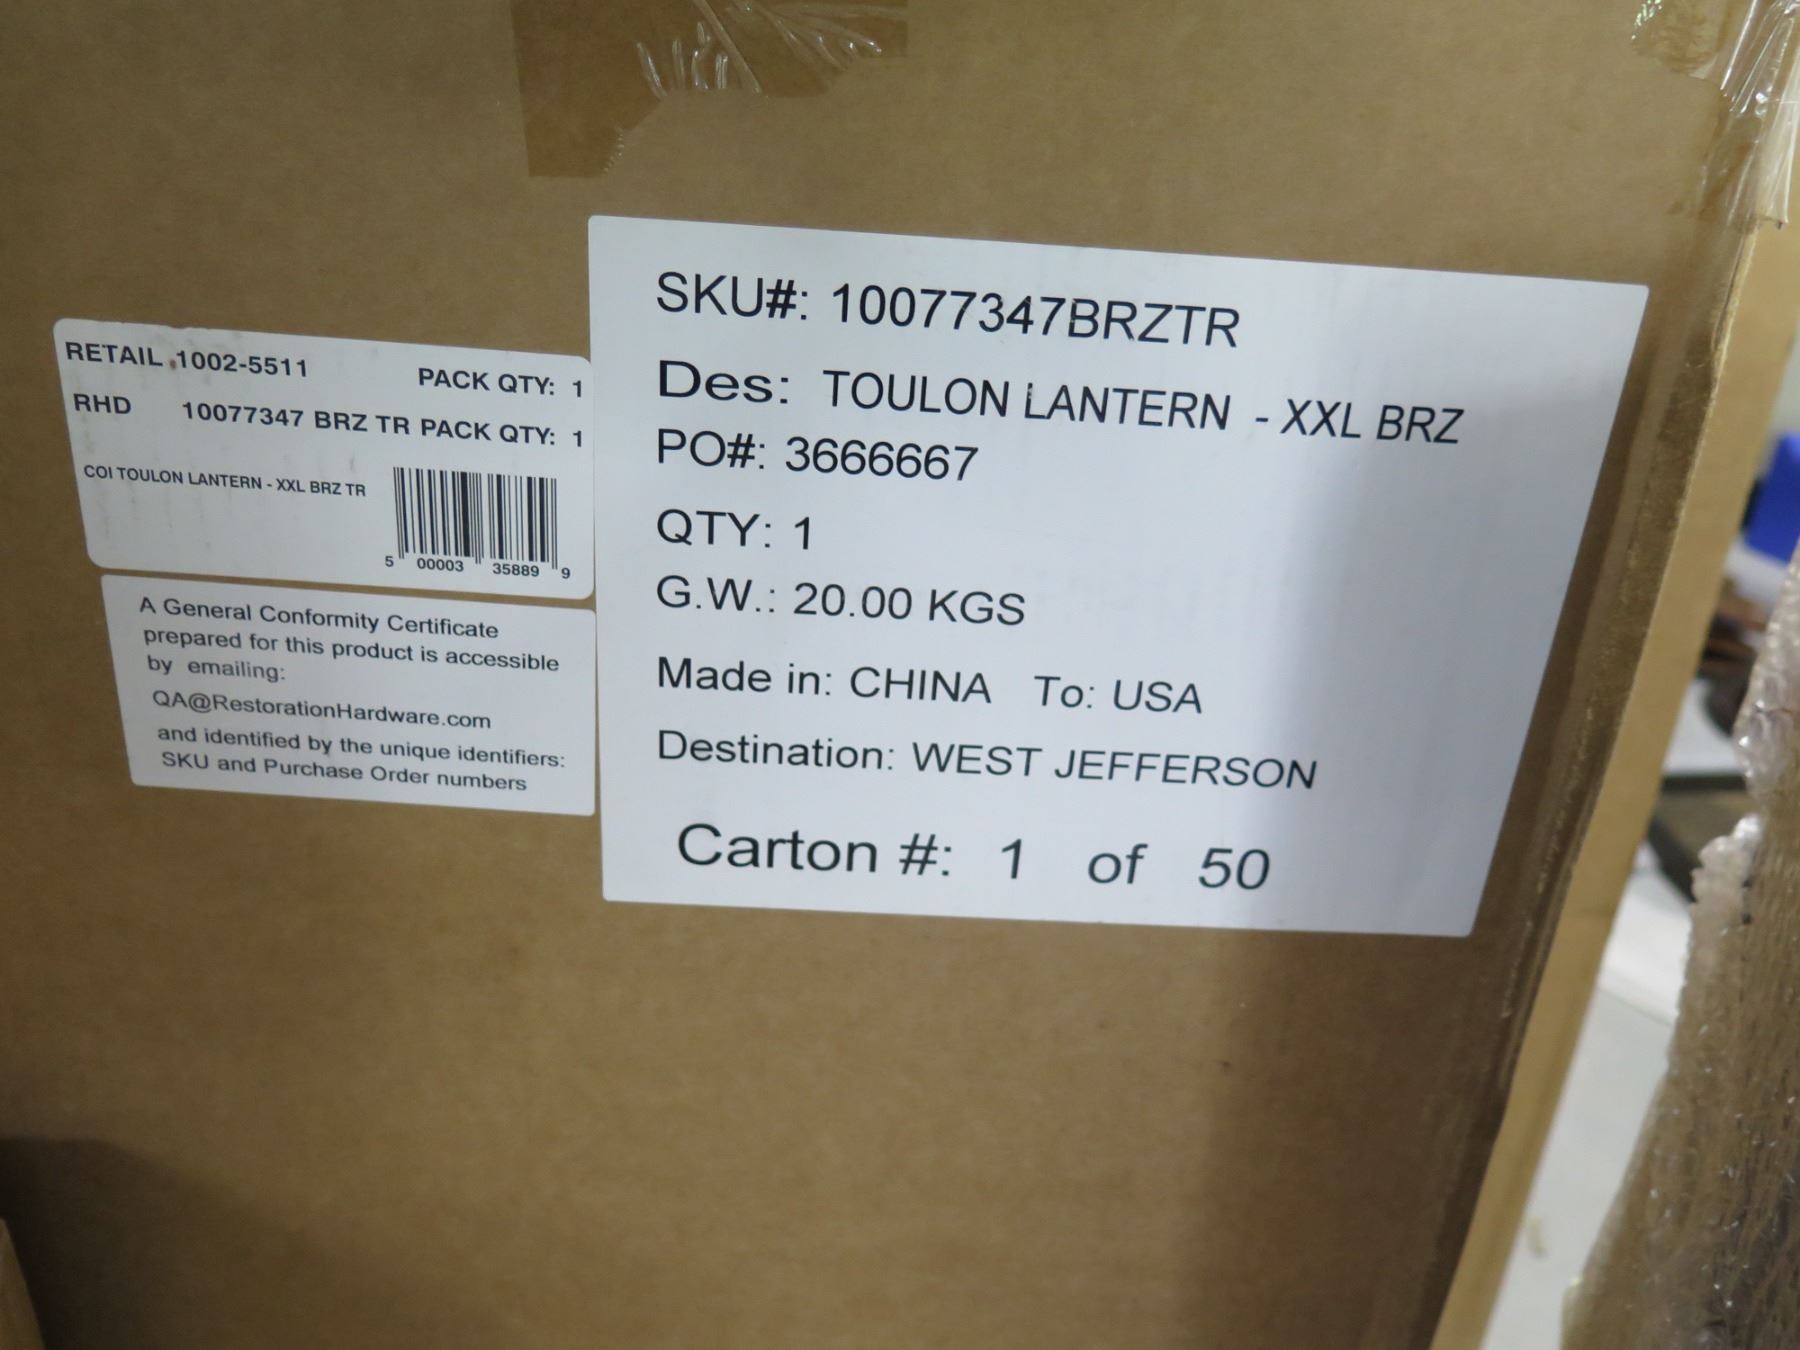 RETAIL 1002-5511 PACK QTY: 1
RHD 10077347 BRZ TR PACK QTY: 1
COI TOULON LANTERN - XXL BRZ TR
5 00003 35889 9
A General Conformity Certificate
prepared for this product is accessible
by emailing:
QA@RestorationHardware.com
and identified by the unique identifiers:
SKU and Purchase Order numbers
SKU#: 10077347BRZTR
Des: TOULON LANTERN - XXL BRZ
PO#: 3666667
QTY: 1
G.W.: 20.00 KGS
Made in: CHINA To: USA
Destination: WEST JEFFERSON
Carton #: 1 of 50